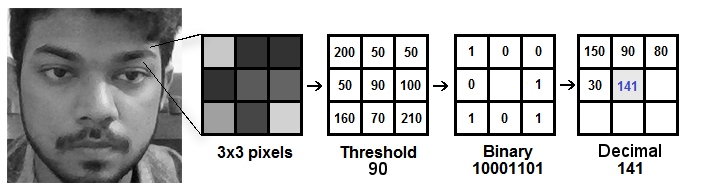 200 50 50
50 90 100
160 70 210
1 0 0
0 1
1 0 1
150 90 80
30 141
3x3 pixels
Threshold
90
Binary
10001101
Decimal
141